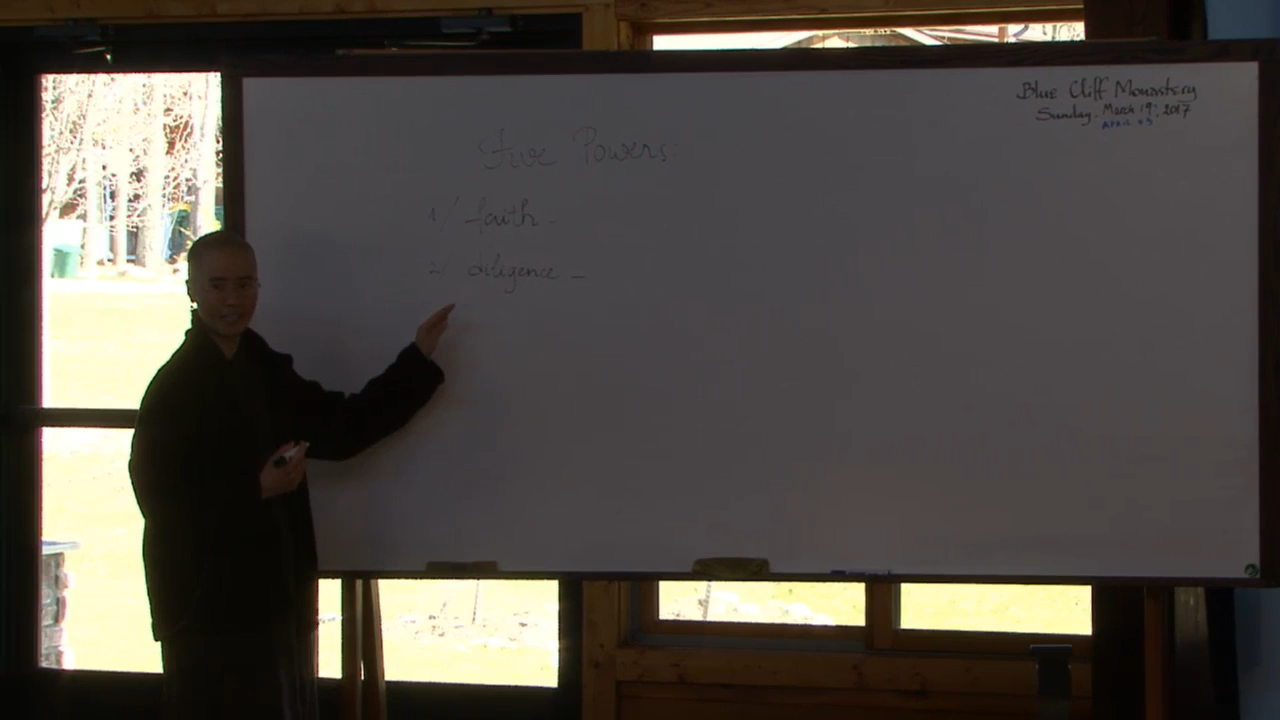 Blue Cliff Monastery
Sunday. March 19: 2017
Five Powers
1/ faith -
2/ diligence -